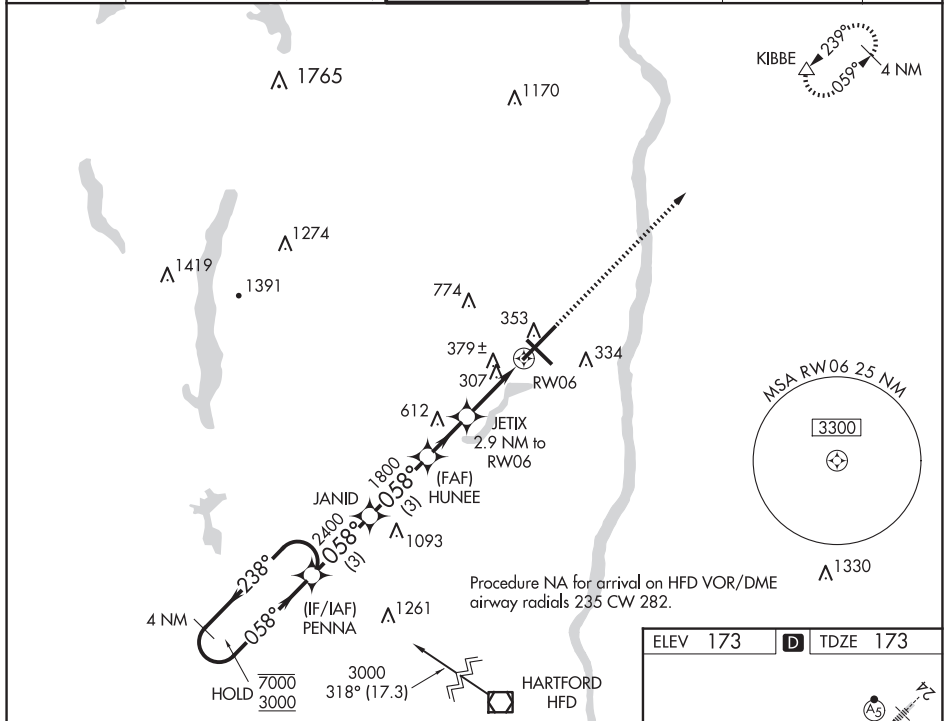 1765
1170
KIBBE
239°
059°
4 NM
1274
1419
1391
774
353
379±
334
307
RW06
612
JETIX
2.9 NM to
RW06
MSA RW06 25 NM
3300
1800
058°
(3)
(FAF)
HUNEE
JANID
2400
058°
(3)
1093
1330
238°
058°
4 NM
(IF/IAF)
PENNA
1261
Procedure NA for arrival on HFD VOR/DME
airway radials 235 CW 282.
HOLD 7000
3000
3000
318° (17.3)
HARTFORD
HFD
ELEV 173 D TDZE 173
A5
24